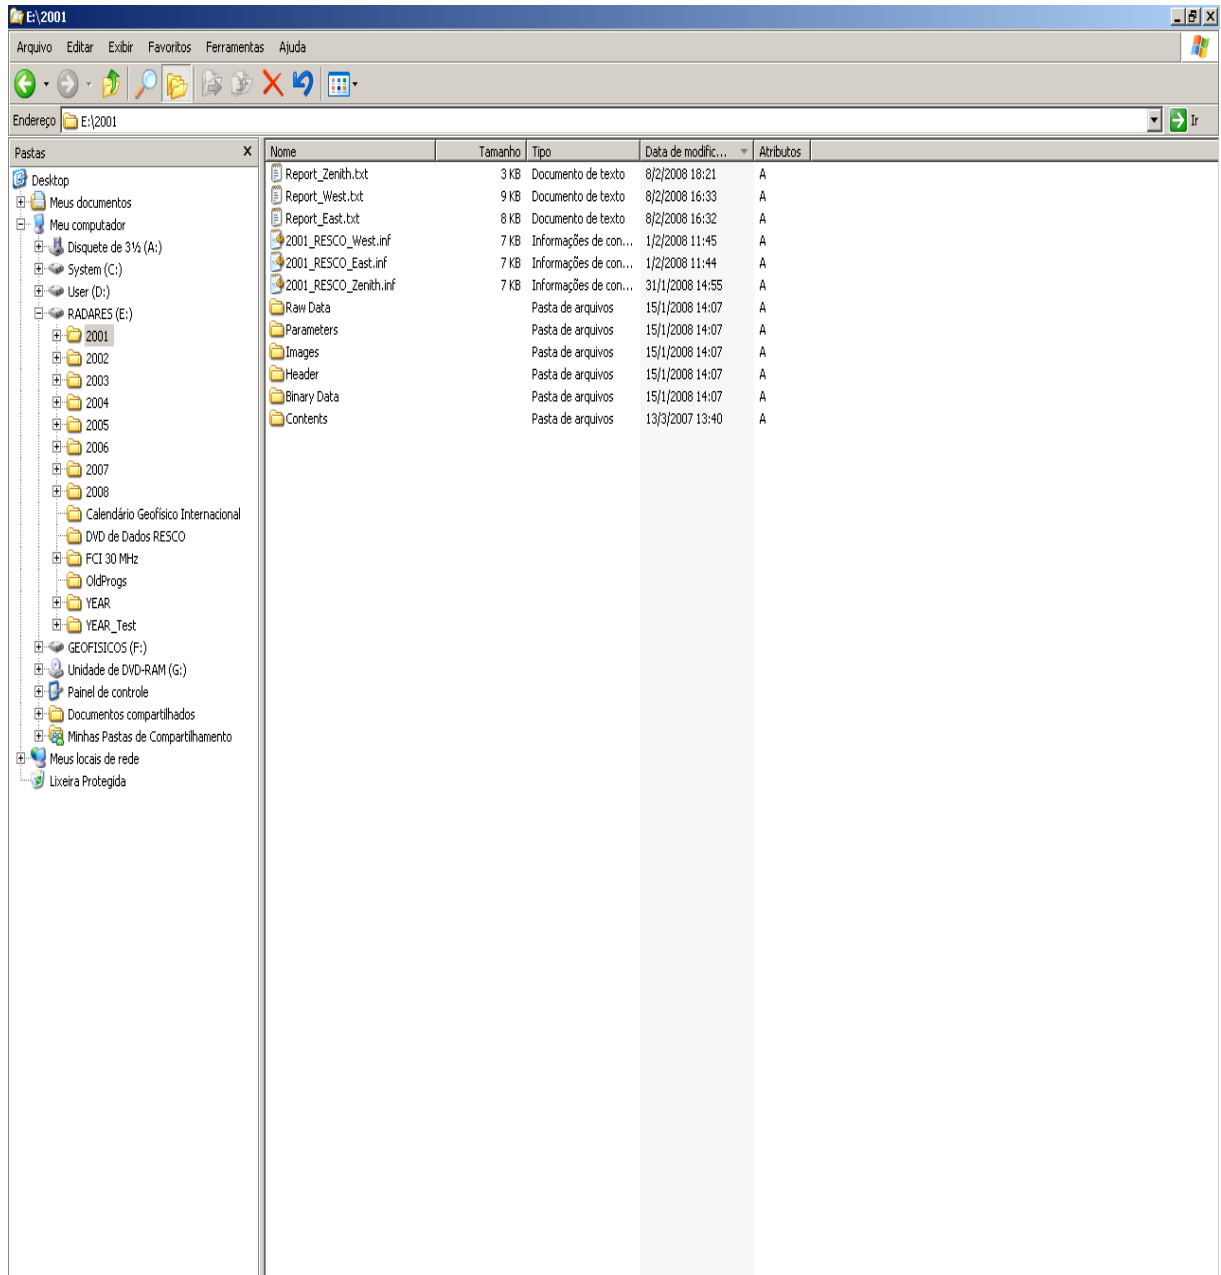 E:\2001
Arquivo Editar Exibir Favoritos Ferramentas Ajuda
Endereço E:\2001 Ir
Pastas X
Desktop
Meus documentos
Meu computador
Disquete de 3½ (A:)
System (C:)
User (D:)
RADARES (E:)
2001
2002
2003
2004
2005
2006
2007
2008
Calendário Geofísico Internacional
DVD de Dados RESCO
FCI 30 MHz
OldProgs
YEAR
YEAR_Test
GEOFISICOS (F:)
Unidade de DVD-RAM (G:)
Painel de controle
Documentos compartilhados
Minhas Pastas de Compartilhamento
Meus locais de rede
Lixeira Protegida
Nome Tamanho Tipo Data de modific... Atributos
Report_Zenith.txt 3 KB Documento de texto 8/2/2008 18:21 A
Report_West.txt 9 KB Documento de texto 8/2/2008 16:33 A
Report_East.txt 8 KB Documento de texto 8/2/2008 16:32 A
2001_RESCO_West.inf 7 KB Informações de con... 1/2/2008 11:45 A
2001_RESCO_East.inf 7 KB Informações de con... 1/2/2008 11:44 A
2001_RESCO_Zenith.inf 7 KB Informações de con... 31/1/2008 14:55 A
Raw Data Pasta de arquivos 15/1/2008 14:07 A
Parameters Pasta de arquivos 15/1/2008 14:07 A
Images Pasta de arquivos 15/1/2008 14:07 A
Header Pasta de arquivos 15/1/2008 14:07 A
Binary Data Pasta de arquivos 15/1/2008 14:07 A
Contents Pasta de arquivos 13/3/2007 13:40 A